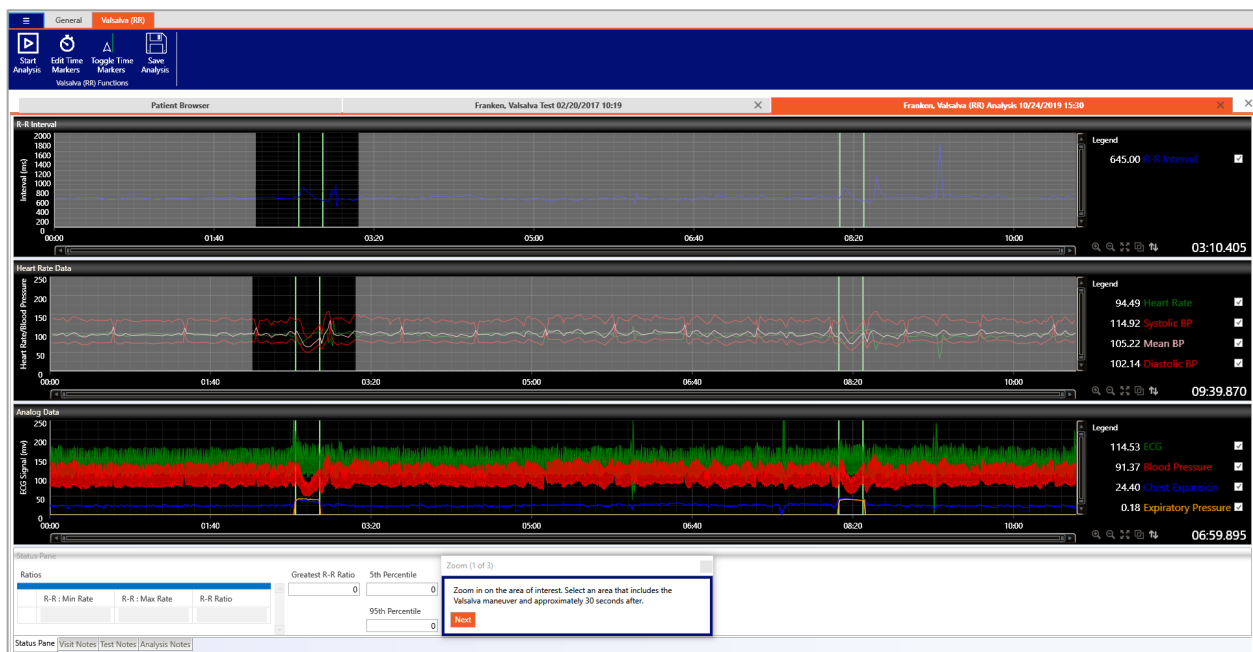 ☰ General Valsalva (RR)
Start Analysis
Edit Time Markers
Toggle Time Markers
Save Analysis
Valsalva (RR) Functions
Patient Browser
Franken, Valsalva Test 02/20/2017 10:19
Franken, Valsalva (RR) Analysis 10/24/2019 15:30
R-R Interval
Interval (ms)
2000
1800
1600
1400
1200
1000
800
600
400
200
0
00:00 01:40 03:20 05:00 06:40 08:20 10:00
Legend
645.00 R-R Interval
03:10.405
Heart Rate Data
Heart Rate/Blood Pressure
250
200
150
100
50
0
00:00 01:40 03:20 05:00 06:40 08:20 10:00
Legend
94.49 Heart Rate
114.92 Systolic BP
105.22 Mean BP
102.14 Diastolic BP
09:39.870
Analog Data
ECG Signal (mv)
250
200
150
100
50
0
00:00 01:40 03:20 05:00 06:40 08:20 10:00
Legend
114.53 ECG
91.37 Blood Pressure
24.40 Chest Expansion
0.18 Expiratory Pressure
06:59.895
Status Pane
Ratios
R-R : Min Rate R-R : Max Rate R-R Ratio
Greatest R-R Ratio
0
5th Percentile
0
95th Percentile
0
Zoom (1 of 3)
Zoom in on the area of interest. Select an area that includes the
Valsalva maneuver and approximately 30 seconds after.
Next
Status Pane Visit Notes Test Notes Analysis Notes